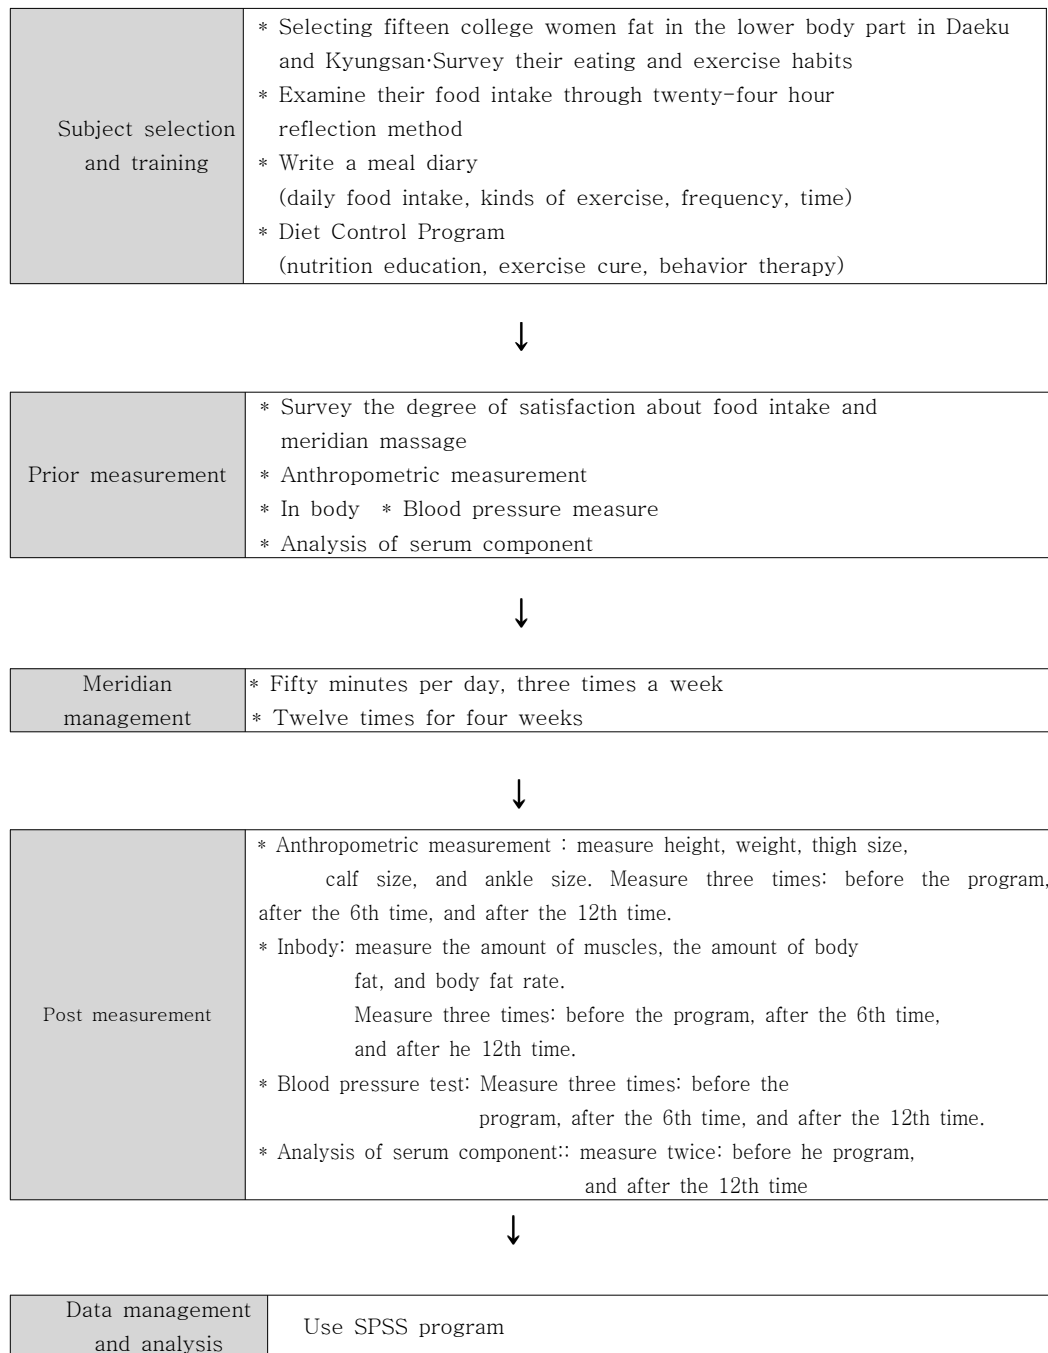 Subject selection
and training
* Selecting fifteen college women fat in the lower body part in Daeku
and Kyungsan·Survey their eating and exercise habits
* Examine their food intake through twenty-four hour
reflection method
* Write a meal diary
(daily food intake, kinds of exercise, frequency, time)
* Diet Control Program
(nutrition education, exercise cure, behavior therapy)
↓
Prior measurement
* Survey the degree of satisfaction about food intake and
meridian massage
* Anthropometric measurement
* In body * Blood pressure measure
* Analysis of serum component
↓
Meridian
management
* Fifty minutes per day, three times a week
* Twelve times for four weeks
↓
Post measurement
* Anthropometric measurement : measure height, weight, thigh size,
calf size, and ankle size. Measure three times: before the program,
after the 6th time, and after the 12th time.
* Inbody: measure the amount of muscles, the amount of body
fat, and body fat rate.
Measure three times: before the program, after the 6th time,
and after he 12th time.
* Blood pressure test: Measure three times: before the
program, after the 6th time, and after the 12th time.
* Analysis of serum component:: measure twice: before he program,
and after the 12th time
↓
Data management
and analysis
Use SPSS program